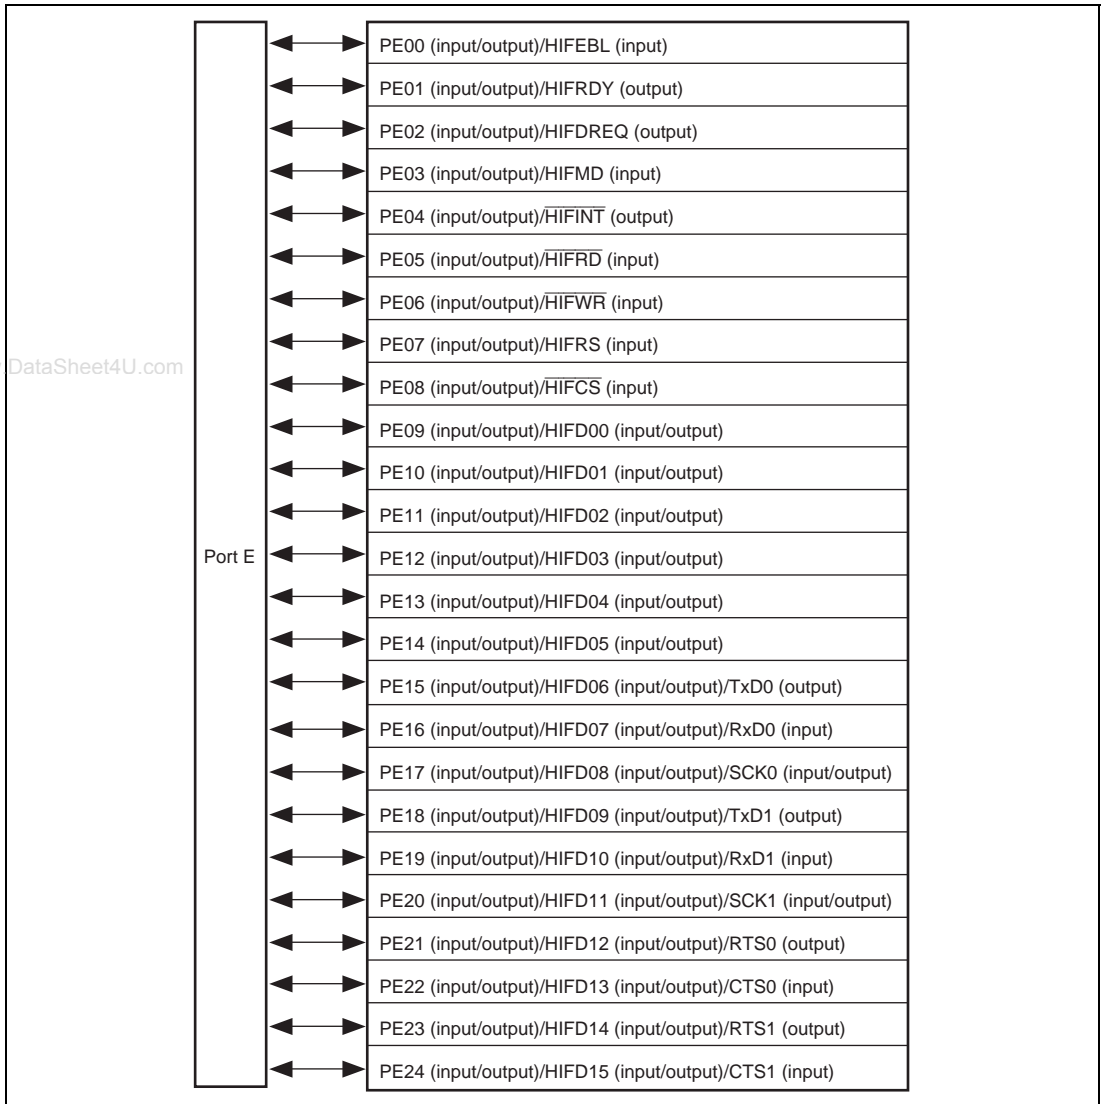 PE00 (input/output)/HIFEBL (input)
PE01 (input/output)/HIFRDY (output)
PE02 (input/output)/HIFDREQ (output)
PE03 (input/output)/HIFMD (input)
PE04 (input/output)/H̅I̅F̅I̅N̅T̅ (output)
PE05 (input/output)/H̅I̅F̅R̅D̅ (input)
PE06 (input/output)/H̅I̅F̅W̅R̅ (input)
PE07 (input/output)/HIFRS (input)
.DataSheet4U.com
PE08 (input/output)/H̅I̅F̅C̅S̅ (input)
PE09 (input/output)/HIFD00 (input/output)
PE10 (input/output)/HIFD01 (input/output)
PE11 (input/output)/HIFD02 (input/output)
Port E
PE12 (input/output)/HIFD03 (input/output)
PE13 (input/output)/HIFD04 (input/output)
PE14 (input/output)/HIFD05 (input/output)
PE15 (input/output)/HIFD06 (input/output)/TxD0 (output)
PE16 (input/output)/HIFD07 (input/output)/RxD0 (input)
PE17 (input/output)/HIFD08 (input/output)/SCK0 (input/output)
PE18 (input/output)/HIFD09 (input/output)/TxD1 (output)
PE19 (input/output)/HIFD10 (input/output)/RxD1 (input)
PE20 (input/output)/HIFD11 (input/output)/SCK1 (input/output)
PE21 (input/output)/HIFD12 (input/output)/RTS0 (output)
PE22 (input/output)/HIFD13 (input/output)/CTS0 (input)
PE23 (input/output)/HIFD14 (input/output)/RTS1 (output)
PE24 (input/output)/HIFD15 (input/output)/CTS1 (input)